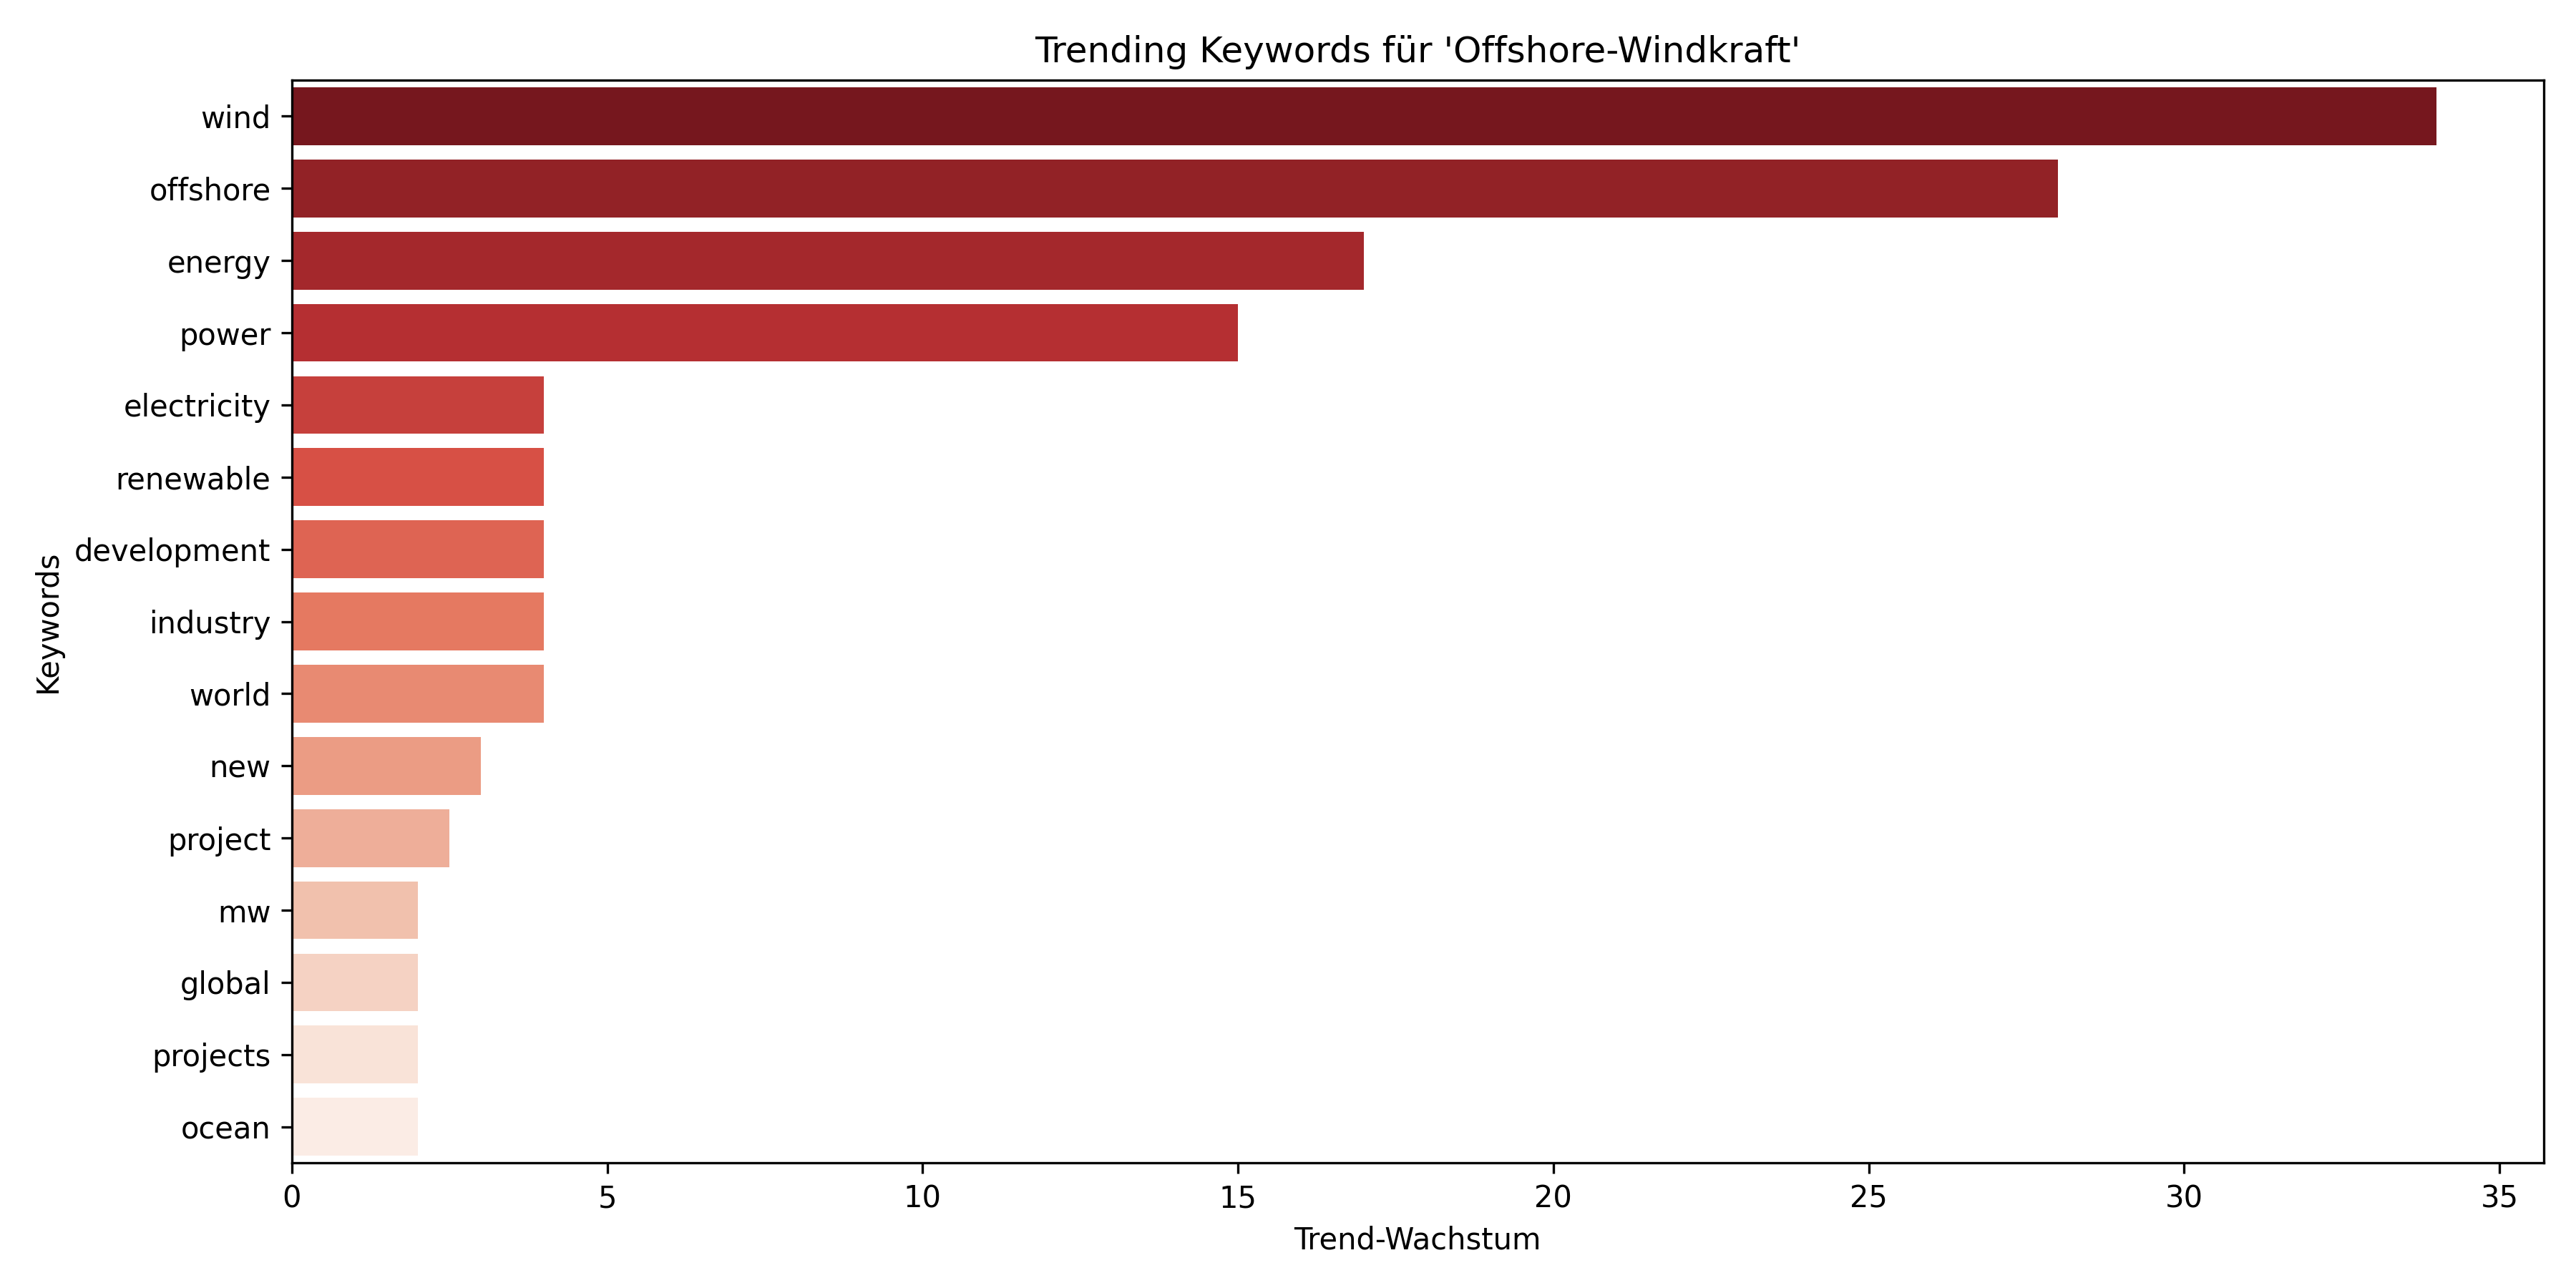 Trending Keywords für 'Offshore-Windkraft'
Keywords
wind
offshore
energy
power
electricity
renewable
development
industry
world
new
project
mw
global
projects
ocean
0 5 10 15 20 25 30 35
Trend-Wachstum